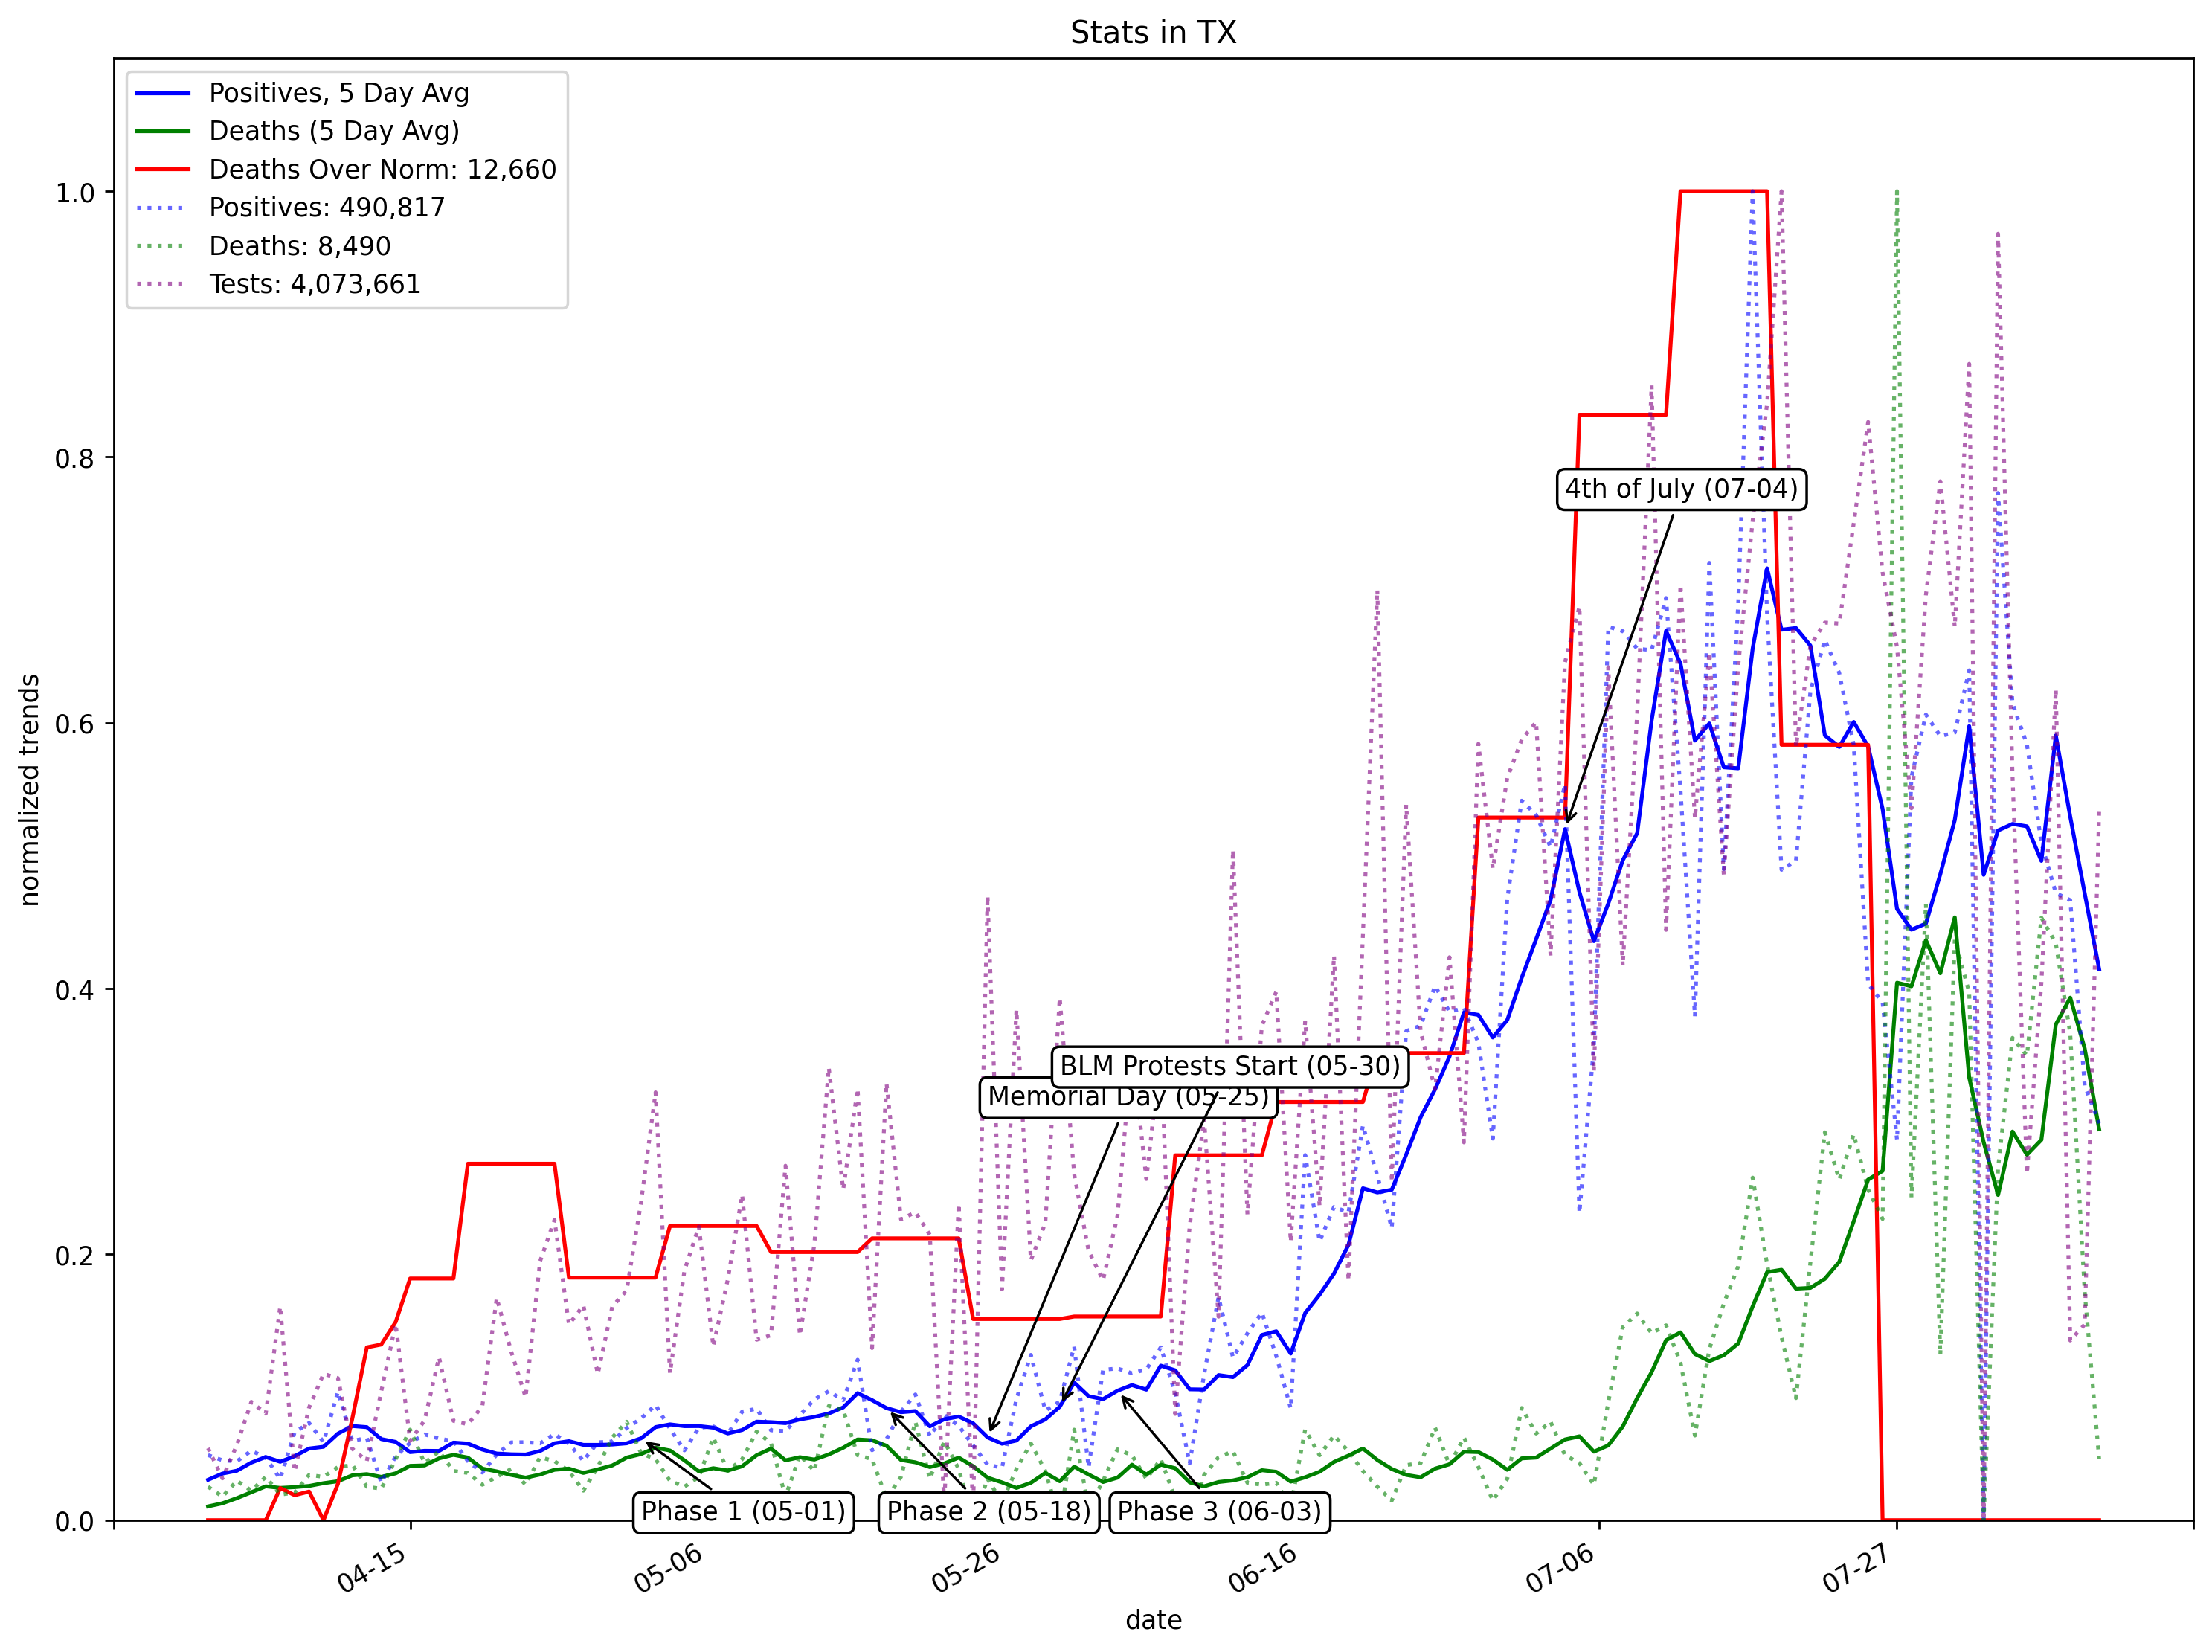 Stats in TX
Positives, 5 Day Avg
Deaths (5 Day Avg)
Deaths Over Norm: 12,660
Positives: 490,817
Deaths: 8,490
Tests: 4,073,661
1.0
0.8
0.6
0.4
0.2
0.0
normalized trends
4th of July (07-04)
BLM Protests Start (05-30)
Memorial Day (05-25)
Phase 1 (05-01)
Phase 2 (05-18)
Phase 3 (06-03)
04-15
05-06
05-26
06-16
07-06
07-27
date